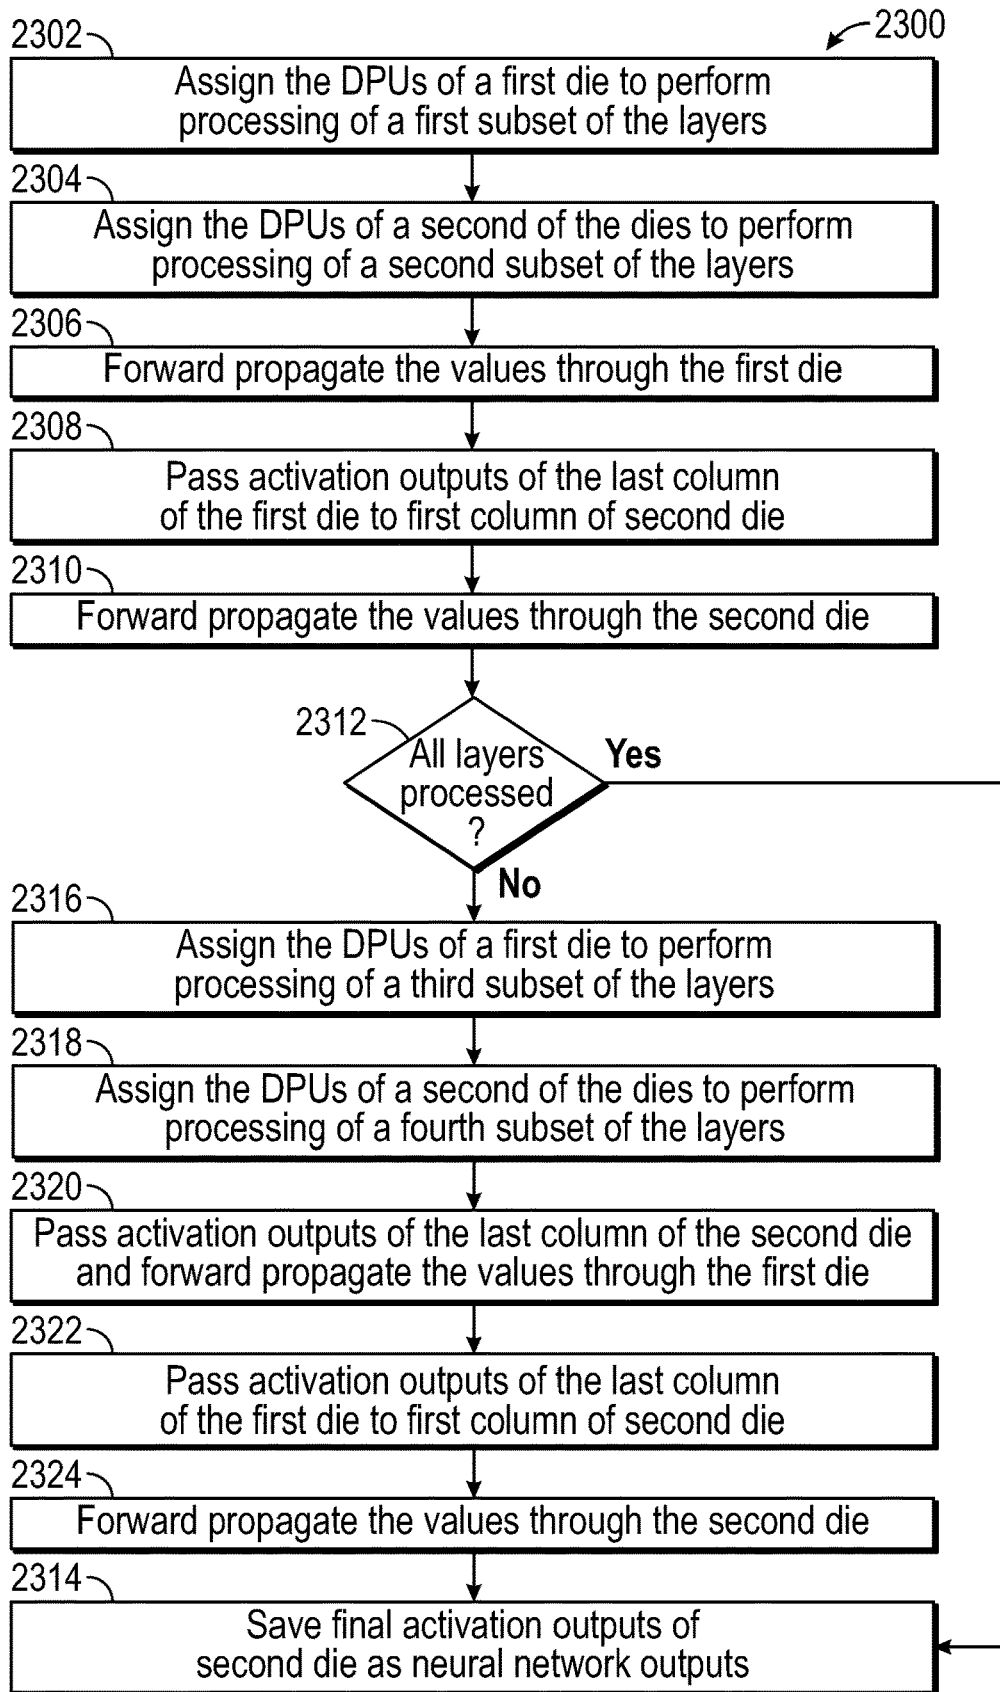 2300
2302
Assign the DPUs of a first die to perform
processing of a first subset of the layers
2304
Assign the DPUs of a second of the dies to perform
processing of a second subset of the layers
2306
Forward propagate the values through the first die
2308
Pass activation outputs of the last column
of the first die to first column of second die
2310
Forward propagate the values through the second die
2312
All layers
processed
?
Yes
No
2316
Assign the DPUs of a first die to perform
processing of a third subset of the layers
2318
Assign the DPUs of a second of the dies to perform
processing of a fourth subset of the layers
2320
Pass activation outputs of the last column of the second die
and forward propagate the values through the first die
2322
Pass activation outputs of the last column
of the first die to first column of second die
2324
Forward propagate the values through the second die
2314
Save final activation outputs of
second die as neural network outputs